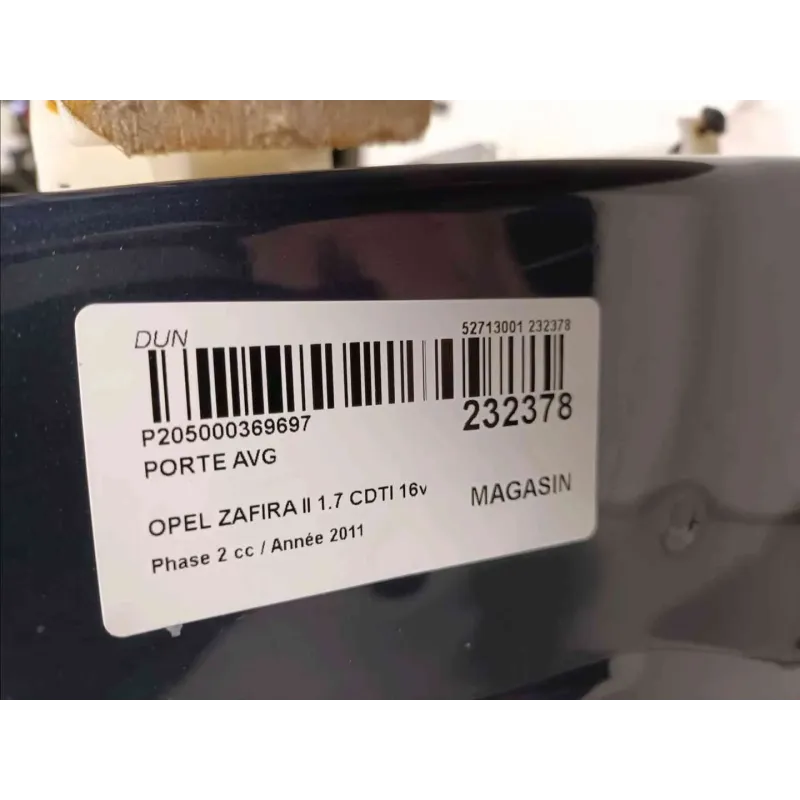 DUN
52713001 232378
P205000369697
232378
PORTE AVG
OPEL ZAFIRA II 1.7 CDTI 16v
MAGASIN
Phase 2 cc / Année 2011